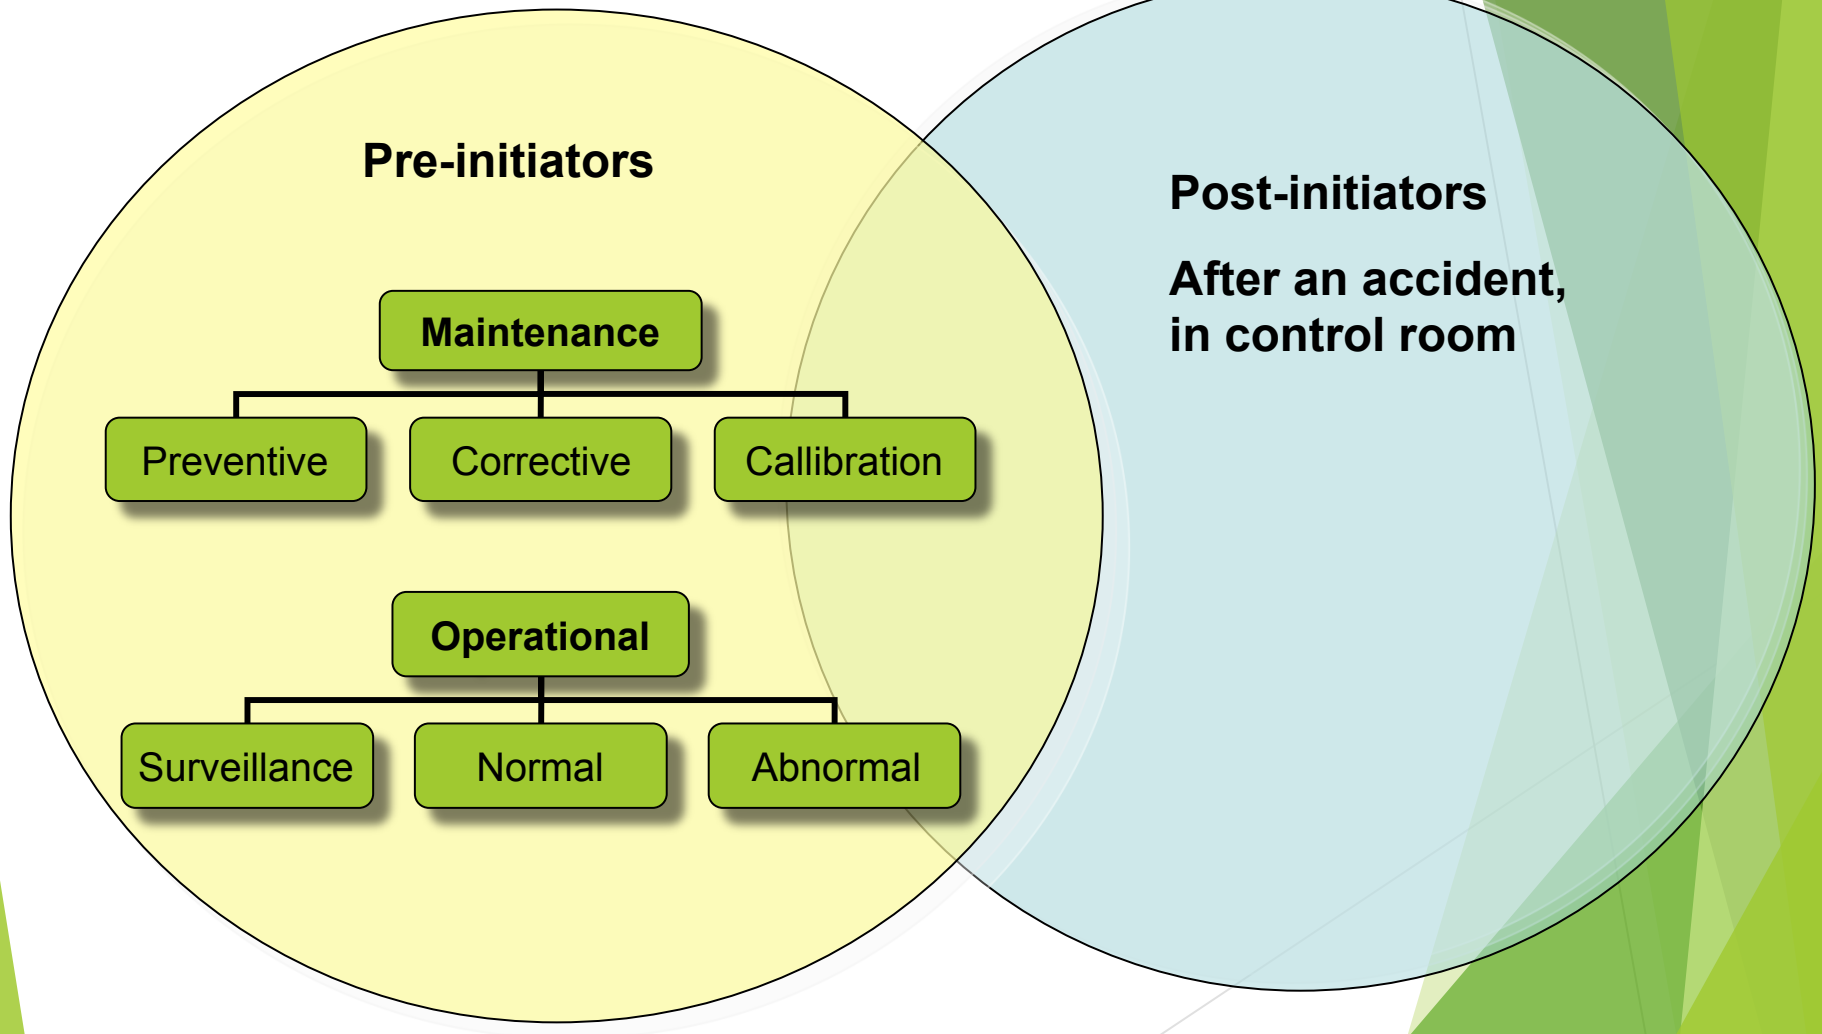 Pre-initiators
Maintenance
Preventive
Corrective
Callibration
Operational
Surveillance
Normal
Abnormal
Post-initiators
After an accident,
in control room